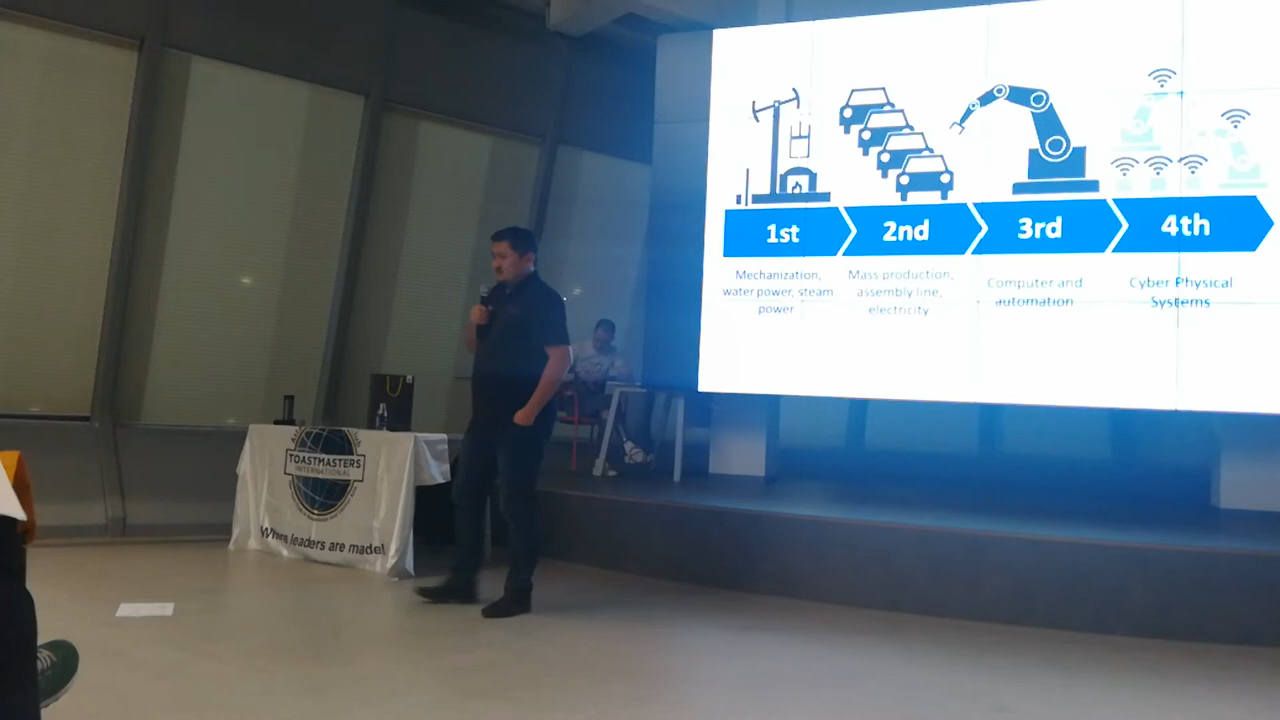 1st
2nd
3rd
4th
Mechanization,
water power, steam
power
Mass production,
assembly line,
electricity
Computer and
automation
Cyber Physical
Systems
TOASTMASTERS
INTERNATIONAL
Where leaders are made!